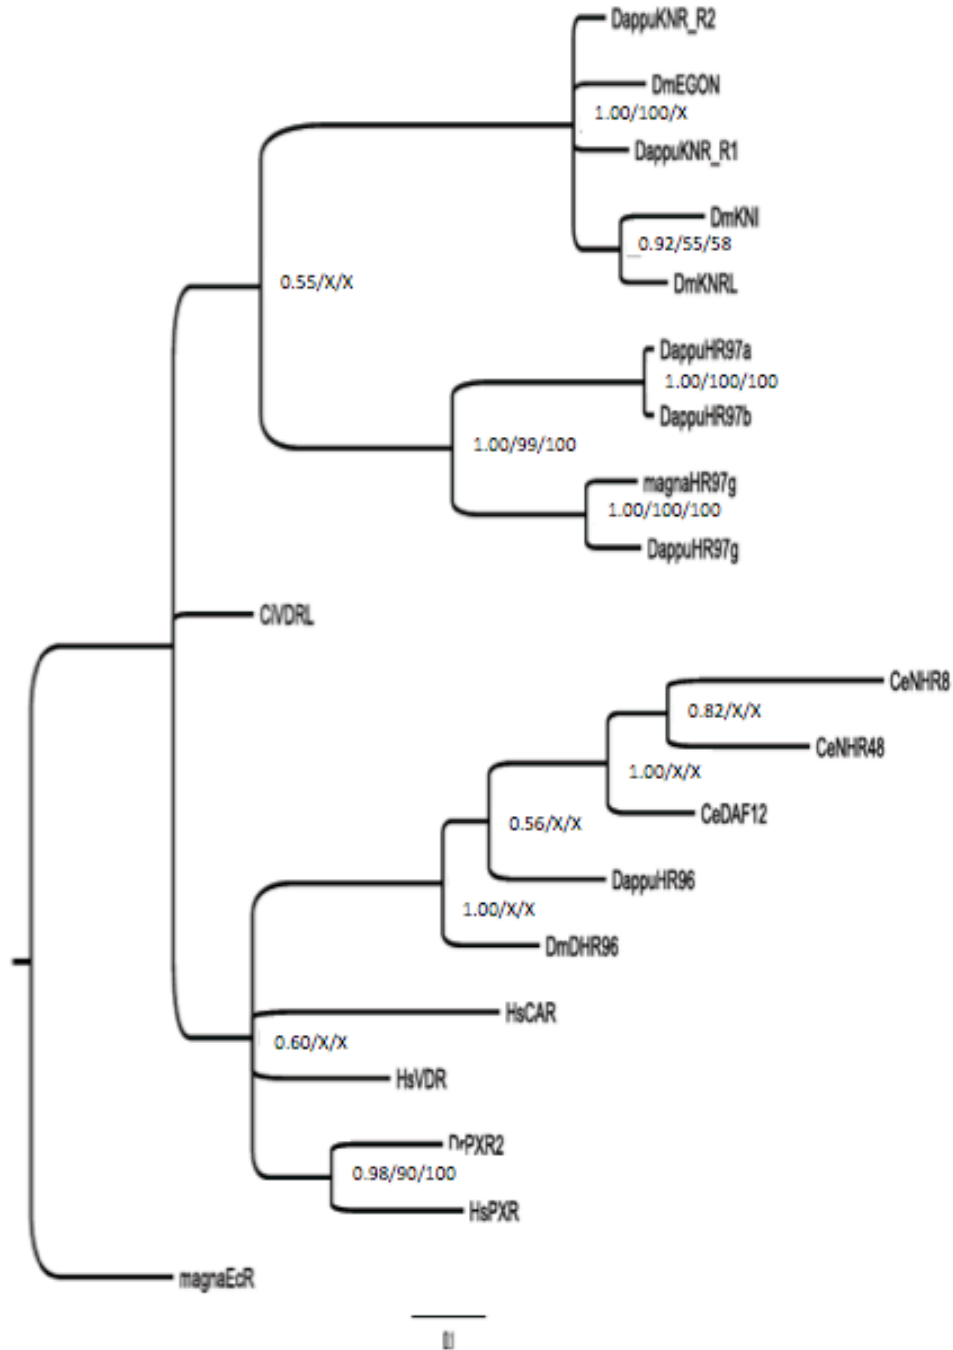 DappuKNR_R2
DmEGON
1.00/100/X
DappuKNR_R1
DmKNI
0.92/55/58
DmKNRL
0.55/X/X
DappuHR97a
1.00/100/100
DappuHR97b
1.00/99/100
magnaHR97g
1.00/100/100
DappuHR97g
CIVDRL
CeNHR8
0.82/X/X
CeNHR48
1.00/X/X
CeDAF12
0.56/X/X
DappuHR96
1.00/X/X
DmDHR96
HsCAR
0.60/X/X
HsVDR
DrPXR2
0.98/90/100
HsPXR
magnaEcR
0.1